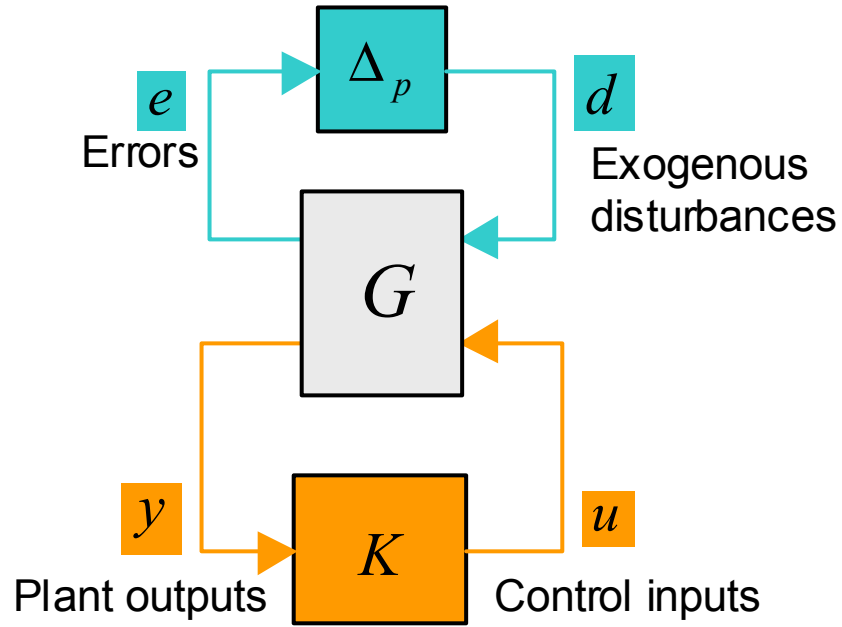 Δp
e
d
Errors
Exogenous
disturbances
G
y
u
K
Plant outputs
Control inputs